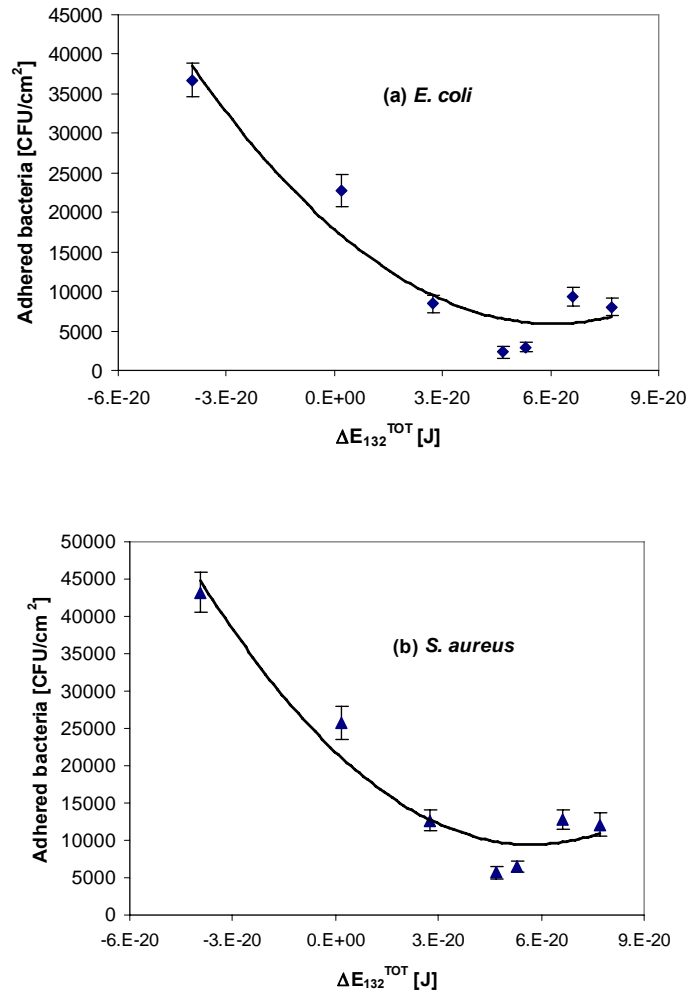 45000
40000
35000
30000
25000
20000
15000
10000
5000
0
Adhered bacteria [CFU/cm²]
(a) E. coli
-6.E-20 -3.E-20 0.E+00 3.E-20 6.E-20 9.E-20
ΔE₁₃₂ᵀᴼᵀ [J]
50000
45000
40000
35000
30000
25000
20000
15000
10000
5000
0
Adhered bacteria [CFU/cm²]
(b) S. aureus
-6.E-20 -3.E-20 0.E+00 3.E-20 6.E-20 9.E-20
ΔE₁₃₂ᵀᴼᵀ [J]